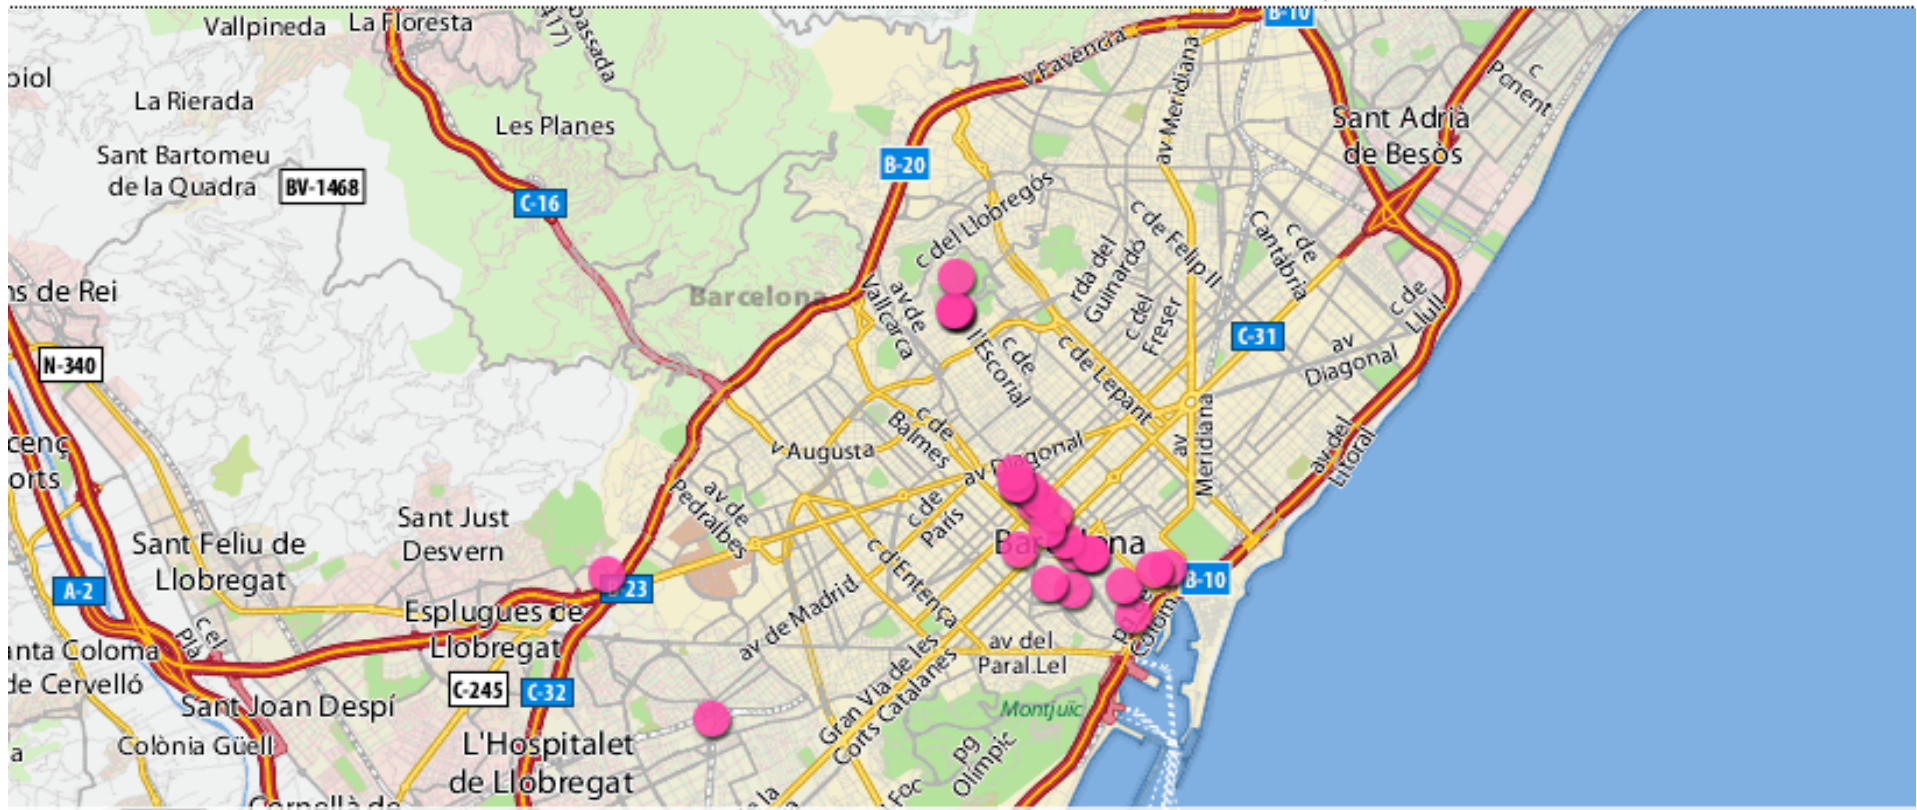 Vallpineda
La Floresta
B-10
v Favència
c
Ponent
La Rierada
Les Planes
av Meridiana
Sant Adrià
de Besòs
Sant Bartomeu
de la Quadra
BV-1468
B-20
C-16
c del Llobregós
c de Felip II
c de
Cantàbria
rda del
Guinardó
Barcelona
av de
Vallcarca
c del
Freser
c de
Llull
N-340
l'Escorial
c de
c de Lepant
C-31
av
Diagonal
c de
Balmes
v Augusta
av Diagonal
av
Meridiana
av del
Litoral
av de
Pedralbes
c de
París
Sant Just
Desvern
Sant Feliu de
Llobregat
A-2
B-10
c d'Entença
av de Madrid
Esplugues de
Llobregat
av del
Paral.lel
C-245
C-32
Sant Joan Despí
Colònia Güell
Gran Via de les
Corts Catalanes
Montjuïc
pg
Olímpic
L'Hospitalet
de Llobregat